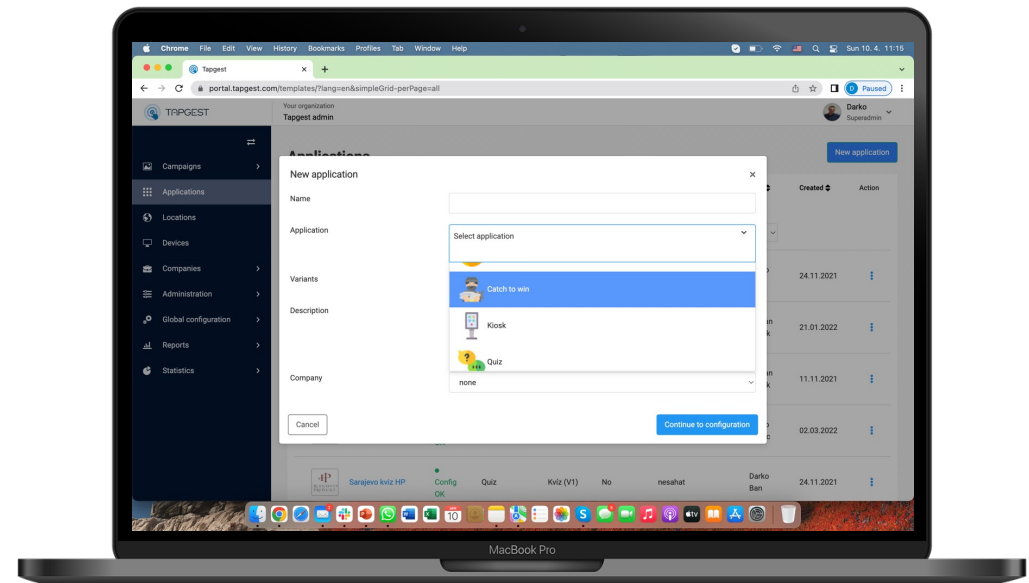 Chrome File Edit View History Bookmarks Profiles Tab Window Help Sun 10. 4. 11:15
Tapgest
portal.tapgest.com/templates/?lang=en&simpleGrid-perPage=all
D Paused
TAPGEST
Your organization
Tapgest admin
Darko
Superadmin
Campaigns
Applications
Locations
Devices
Companies
Administration
Global configuration
Reports
Statistics
Applications
New application
Created Action
24.11.2021
21.01.2022
11.11.2021
02.03.2022
New application
Name
Application
Select application
Catch to win
Kiosk
Quiz
Variants
Description
Company
none
Cancel
Continue to configuration
Sarajevo kviz HP
Config
OK
Quiz
Kviz (V1)
No
nesahat
Darko
Ban
24.11.2021
10
tv
MacBook Pro